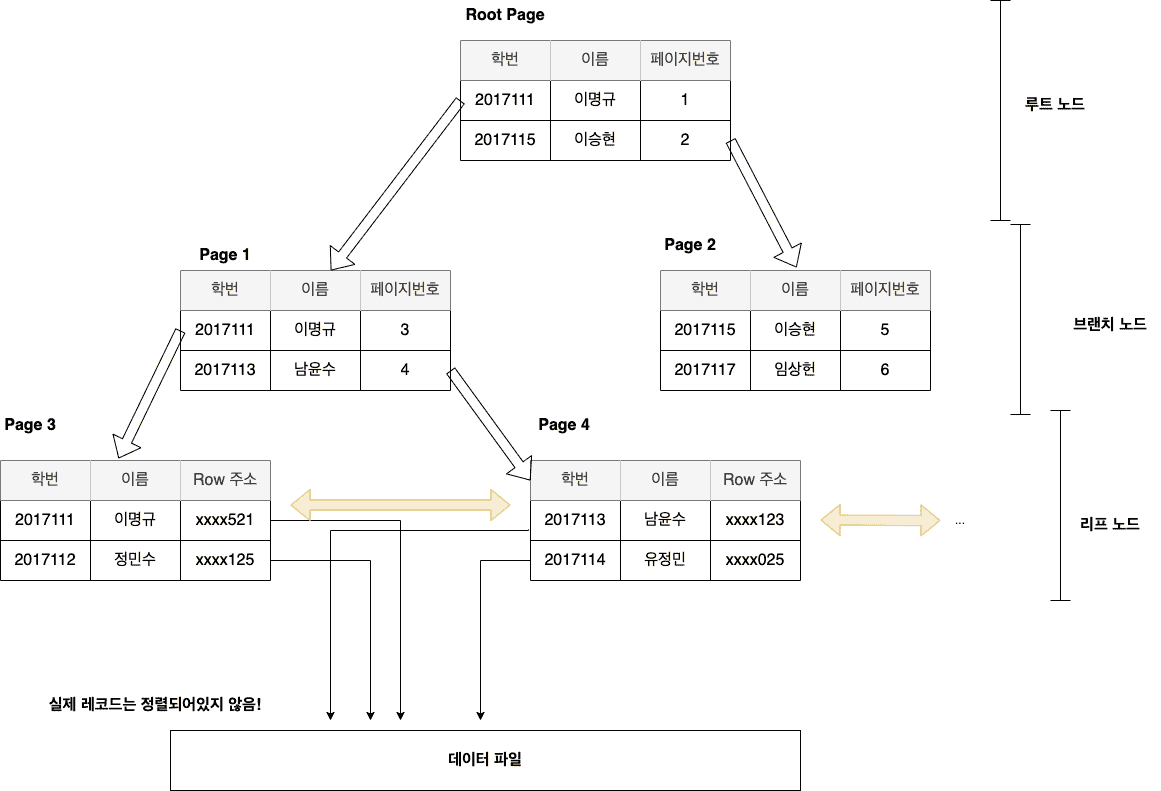 Root Page
학번 이름 페이지번호
2017111 이명규 1
2017115 이승현 2
루트 노드
Page 1
학번 이름 페이지번호
2017111 이명규 3
2017113 남윤수 4
Page 2
학번 이름 페이지번호
2017115 이승현 5
2017117 임상헌 6
브랜치 노드
Page 3
학번 이름 Row 주소
2017111 이명규 xxxx521
2017112 정민수 xxxx125
Page 4
학번 이름 Row 주소
2017113 남윤수 xxxx123
2017114 유정민 xxxx025
...
리프 노드
실제 레코드는 정렬되어있지 않음!
데이터 파일